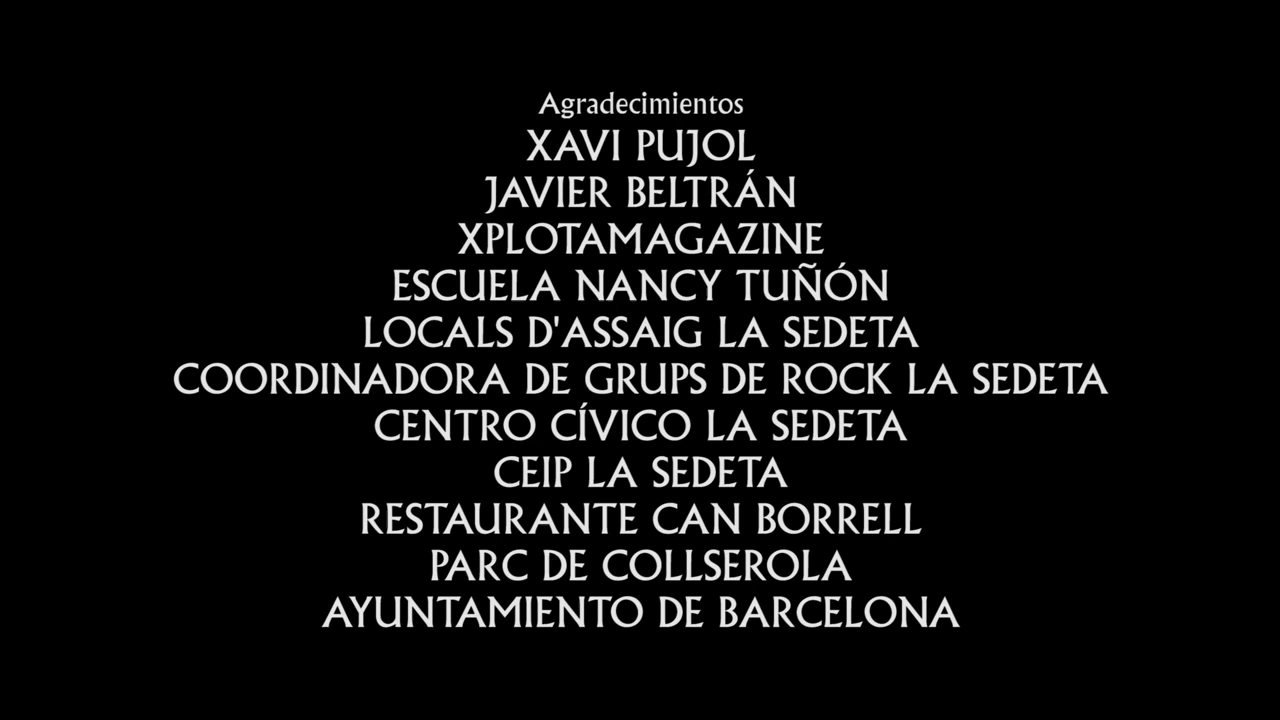 Agradecimientos
XAVI PUJOL
JAVIER BELTRÁN
XPLOTAMAGAZINE
ESCUELA NANCY TUÑÓN
LOCALS D'ASSAIG LA SEDETA
COORDINADORA DE GRUPS DE ROCK LA SEDETA
CENTRO CÍVICO LA SEDETA
CEIP LA SEDETA
RESTAURANTE CAN BORRELL
PARC DE COLLSEROLA
AYUNTAMIENTO DE BARCELONA